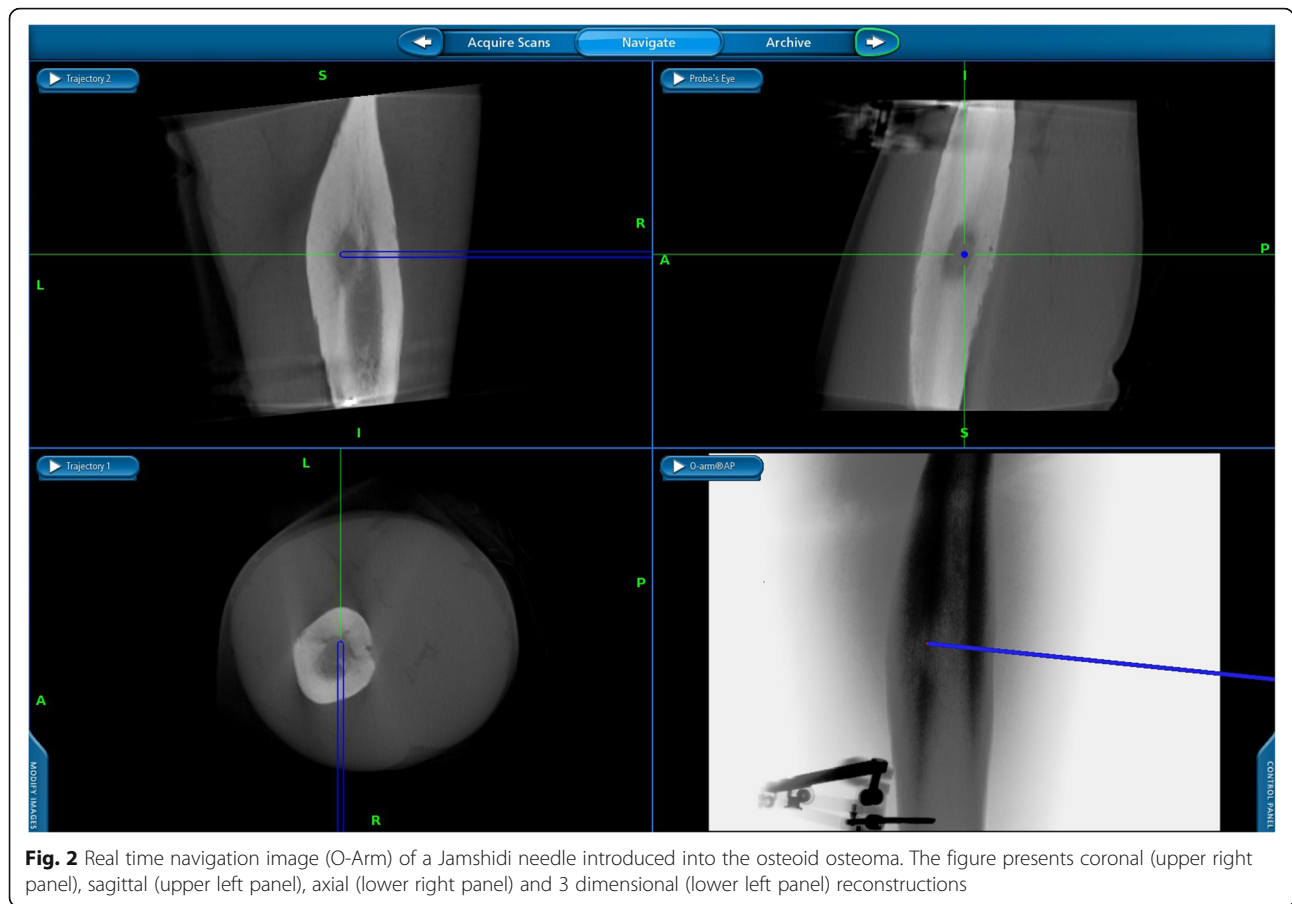 Acquire Scans
Navigate
Archive
Trajectory 2
S
R
L
I
Probe's Eye
I
A
P
S
Trajectory 1
L
P
A
R
MODIFY IMAGES
O-arm®AP
CONTROL PANEL
Fig. 2 Real time navigation image (O-Arm) of a Jamshidi needle introduced into the osteoid osteoma. The figure presents coronal (upper right
panel), sagittal (upper left panel), axial (lower right panel) and 3 dimensional (lower left panel) reconstructions